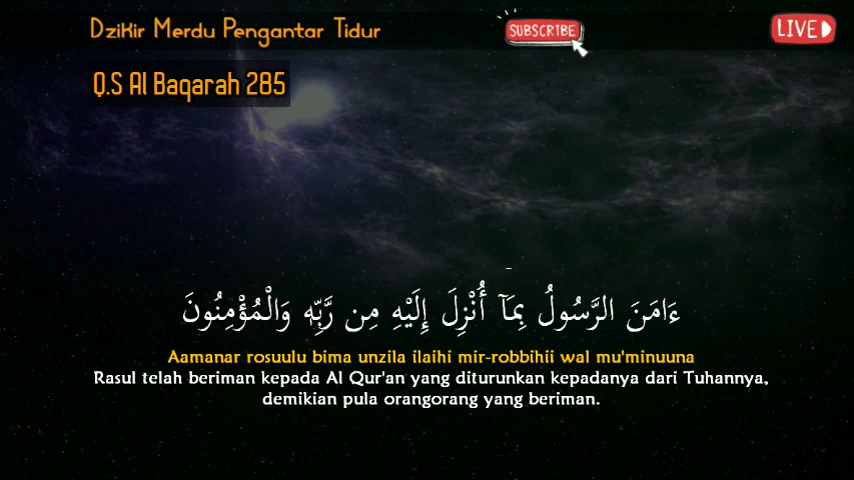 Dzikir Merdu Pengantar Tidur
SUBSCRIBE
LIVE
Q.S Al Baqarah 285
ءَامَنَ الرَّسُولُ بِمَآ أُنْزِلَ إِلَيْهِ مِن رَّبِّهٖ وَالْمُؤْمِنُونَ
Aamanar rosuulu bima unzila ilaihi mir-robbihii wal mu'minuuna
Rasul telah beriman kepada Al Qur'an yang diturunkan kepadanya dari Tuhannya,
demikian pula orangorang yang beriman.